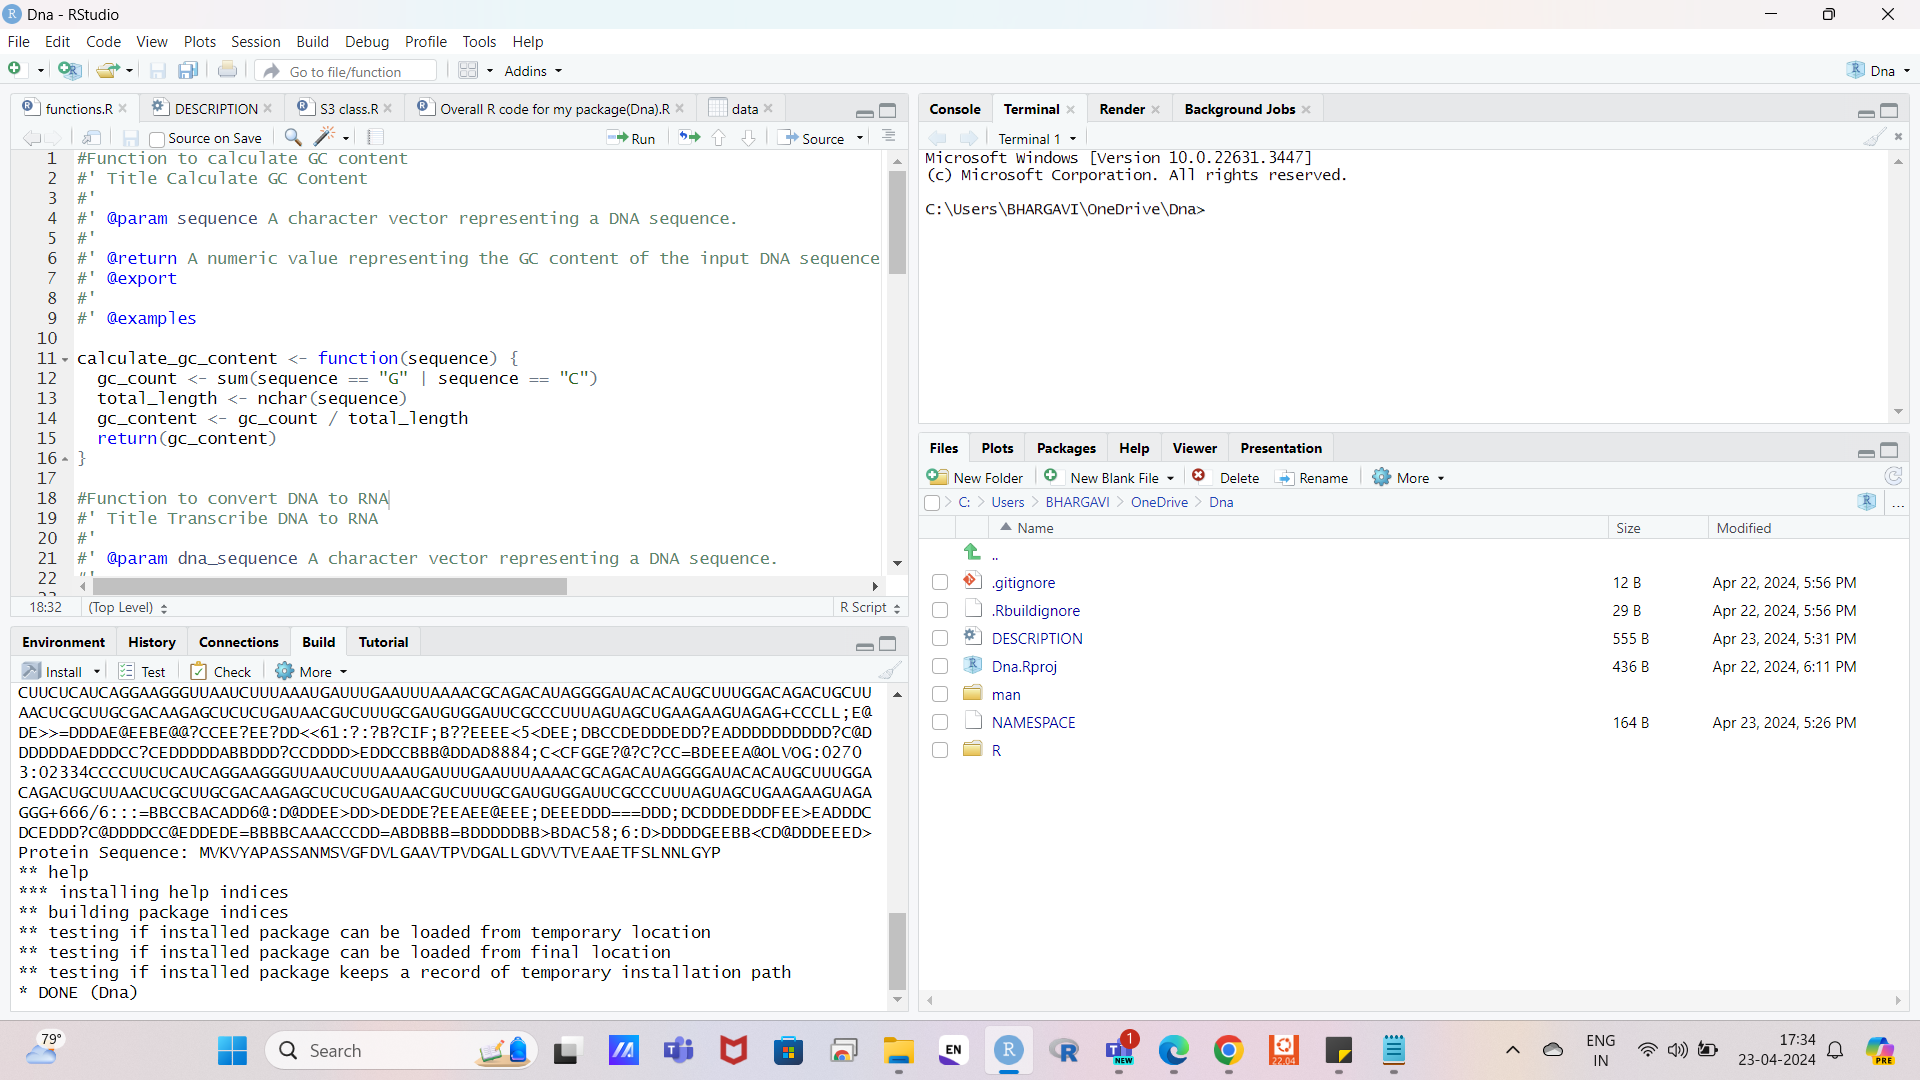 Dna - RStudio
File Edit Code View Plots Session Build Debug Profile Tools Help
Go to file/function Addins Dna
functions.R DESCRIPTION S3 class.R Overall R code for my package(Dna).R data
Source on Save Run Source
1 #Function to calculate GC content
2 #' Title Calculate GC Content
3 #'
4 #' @param sequence A character vector representing a DNA sequence.
5 #'
6 #' @return A numeric value representing the GC content of the input DNA sequence
7 #' @export
8 #'
9 #' @examples
10
11 calculate_gc_content <- function(sequence) {
12 gc_count <- sum(sequence == "G" | sequence == "C")
13 total_length <- nchar(sequence)
14 gc_content <- gc_count / total_length
15 return(gc_content)
16 }
17
18 #Function to convert DNA to RNA
19 #' Title Transcribe DNA to RNA
20 #'
21 #' @param dna_sequence A character vector representing a DNA sequence.
22 #'
18:32 (Top Level) R Script
Environment History Connections Build Tutorial
Install Test Check More
CUUCUCAUCAGGAAGGGUUAAUCUUUAAAUGAUUUGAAUUUAAAACGCAGACAUAGGGGAUACACAUGCUUUGGACAGACUGCUU
AACUCGCUUGCGACAAGAGCUCUCUGAUAACGUCUUUGCGAUGUGGAUUCGCCCUUUAGUAGCUGAAGAAGUAGAG+CCCLL;E@
DE>>=DDDAE@EEBE@@?CCEE?EE?DD<<61:?:?B?CIF;B??EEEE<5<DEE;DBCCDEDDDEDD?EADDDDDDDDDD?C@D
DDDDDAEDDDCC?CEDDDDDABBDDD?CCDDDD>EDDCCBBB@DDAD8884;C<CFGGE?@?C?CC=BDEEEA@OLVOG:0270
3:02334CCCCUUCUCAUCAGGAAGGGUUAAUCUUUAAAUGAUUUGAAUUUAAAACGCAGACAUAGGGGAUACACAUGCUUUGGA
CAGACUGCUUAACUCGCUUGCGACAAGAGCUCUCUGAUAACGUCUUUGCGAUGUGGAUUCGCCCUUUAGUAGCUGAAGAAGUAGA
GGG+666/6:::=BBCCBACADD6@:D@DDEE>DD>DEDDE?EEAEE@EEE;DEEEDDD===DDD;DCDDDEDDDFEE>EADDDC
DCEDDD?C@DDDDCC@EDDEDE=BBBBCAAACCCDD=ABDBBB=BDDDDDBB>BDAC58;6:D>DDDDGEEBB<CD@DDDEEED>
Protein Sequence: MVKVYAPASSANMSVGFDVLGAAVTPVDGALLGDVVTVEAAETFSLNNLGYP
** help
*** installing help indices
** building package indices
** testing if installed package can be loaded from temporary location
** testing if installed package can be loaded from final location
** testing if installed package keeps a record of temporary installation path
* DONE (Dna)
Console Terminal Render Background Jobs
Terminal 1
Microsoft Windows [Version 10.0.22631.3447]
(c) Microsoft Corporation. All rights reserved.
C:\Users\BHARGAVI\OneDrive\Dna>
Files Plots Packages Help Viewer Presentation
New Folder New Blank File Delete Rename More
C: Users BHARGAVI OneDrive Dna ...
Name Size Modified
..
.gitignore 12 B Apr 22, 2024, 5:56 PM
.Rbuildignore 29 B Apr 22, 2024, 5:56 PM
DESCRIPTION 555 B Apr 23, 2024, 5:31 PM
Dna.Rproj 436 B Apr 22, 2024, 6:11 PM
man
NAMESPACE 164 B Apr 23, 2024, 5:26 PM
R
79° Search EN 1 NEW 22.04 ENG 17:34
IN 23-04-2024 PRE